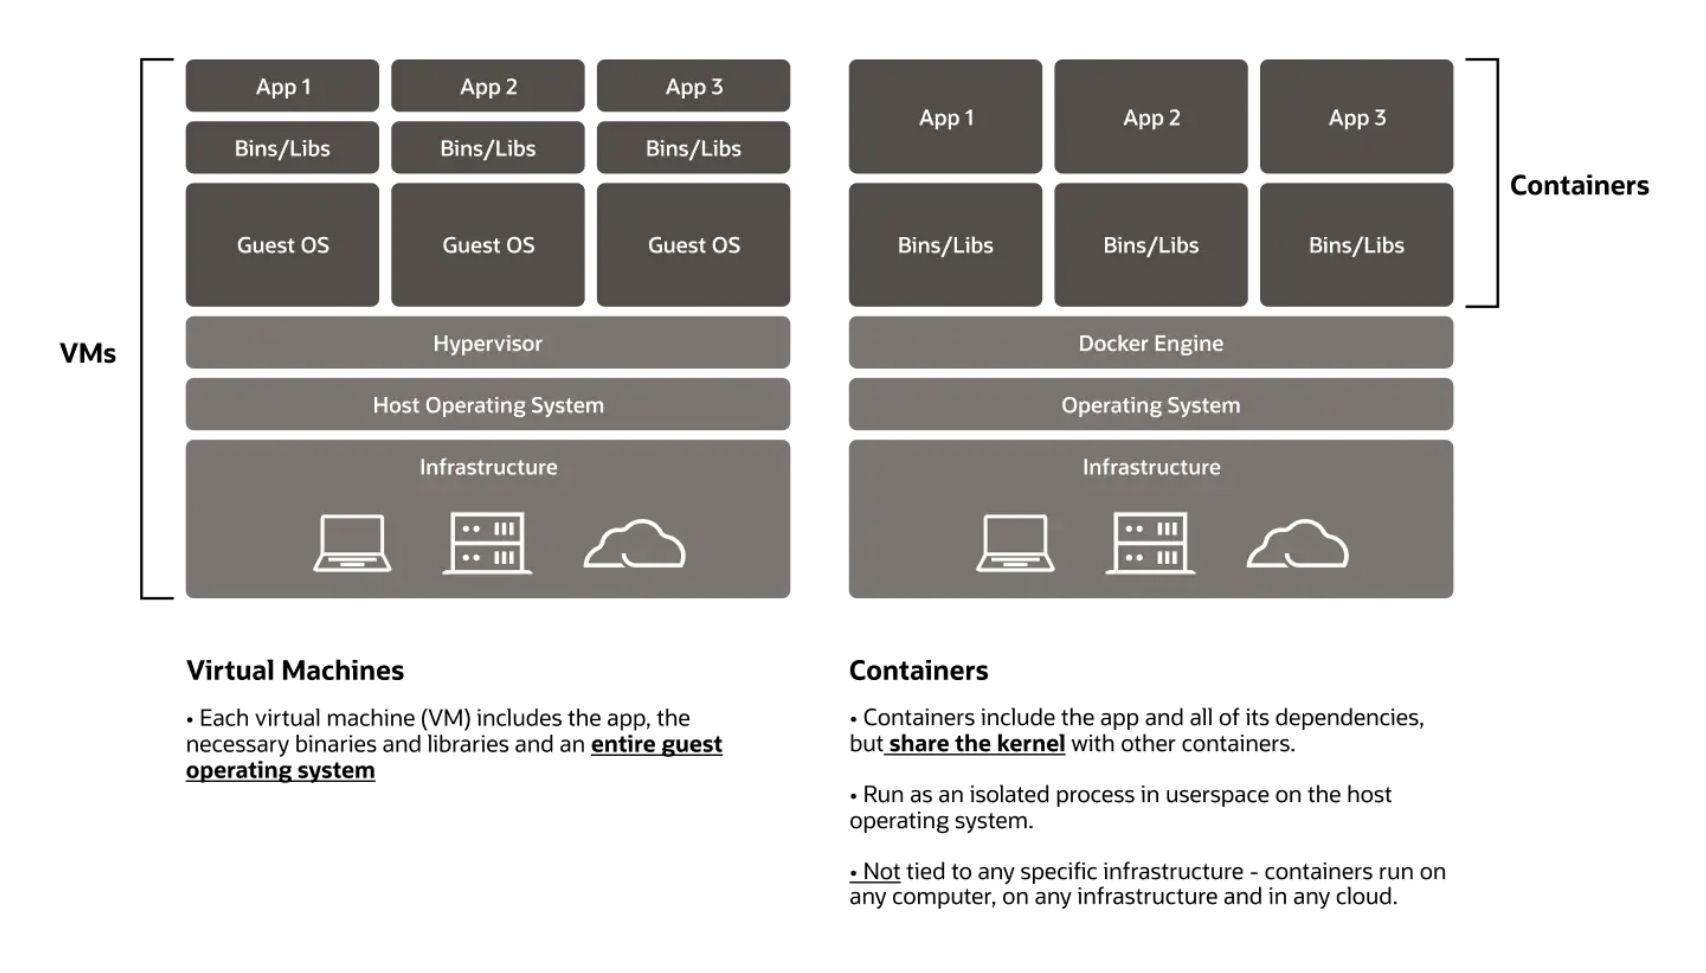 App 1
App 2
App 3
Bins/Libs
Bins/Libs
Bins/Libs
Guest OS
Guest OS
Guest OS
Hypervisor
Host Operating System
Infrastructure
VMs
App 1
App 2
App 3
Bins/Libs
Bins/Libs
Bins/Libs
Docker Engine
Operating System
Infrastructure
Containers
Virtual Machines
• Each virtual machine (VM) includes the app, the
necessary binaries and libraries and an entire guest
operating system
Containers
• Containers include the app and all of its dependencies,
but share the kernel with other containers.
• Run as an isolated process in userspace on the host
operating system.
• Not tied to any specific infrastructure - containers run on
any computer, on any infrastructure and in any cloud.